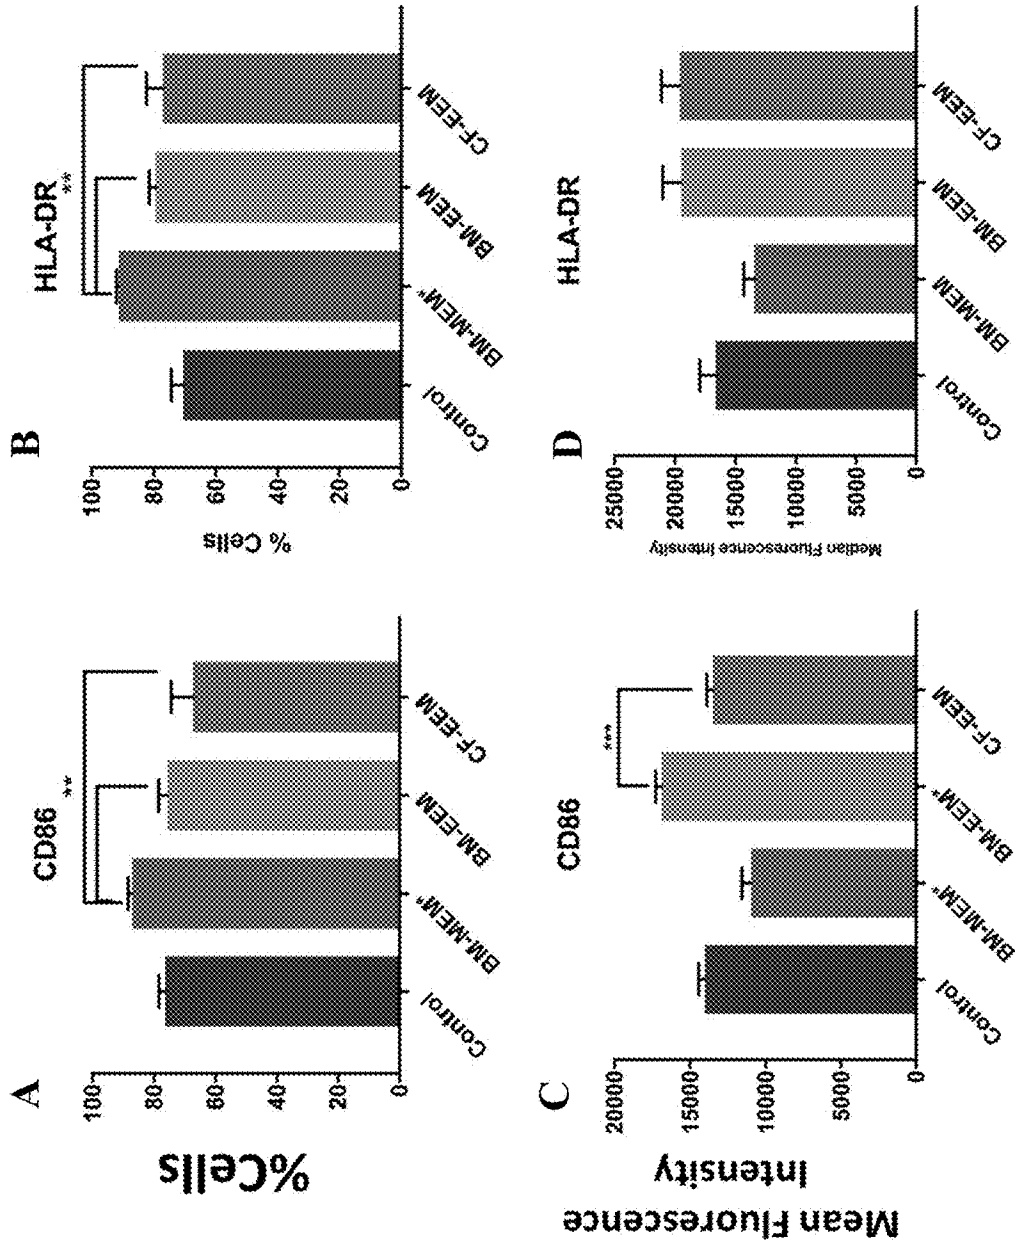 A
CD86
**
%Cells
100
80
60
40
20
0
Control
BM-MEM*
BM-EEM
CF-EEM
B
HLA-DR
**
% Cells
100
80
60
40
20
0
Control
BM-MEM*
BM-EEM
CF-EEM
C
CD86
***
Mean Fluorescence
Intensity
20000
15000
10000
5000
0
Control
BM-MEM*
BM-EEM*
CF-EEM
D
HLA-DR
Median Fluorescence Intensity
25000
20000
15000
10000
5000
0
Control
BM-MEM
BM-EEM
CF-EEM